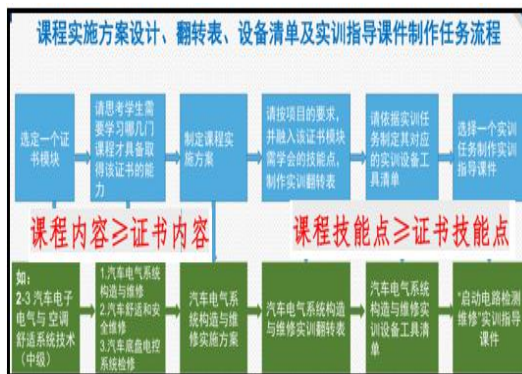 课程实施方案设计、翻转表、设备清单及实训指导课件制作任务流程
选定一个证
书模块
请思考学生需
要学习哪几门
课程才具备取
得该证书的能
力
制定课程实
施方案
请按项目的要求，
并融入该证书模块
需学会的技能点，
制作实训翻转表
请依据实训任
务制定其对应
的实训设备工
具清单
选择一个实训
任务制作实训
指导课件
课程内容≥证书内容
课程技能点≥证书技能点
如：
2-3 汽车电子
电气与 空调
舒适系统技术
（中级）
1.汽车电气系统
构造与维修
2.汽车舒适和安
全维修
3.汽车底盘电控
系统检修
汽车电气系
统构造与维
修实施方案
汽车电气系统构造
与维修实训翻转表
汽车电气系
统构造与维
修实训设备工
具清单
"启动电路检测
维修"实训指导
课件